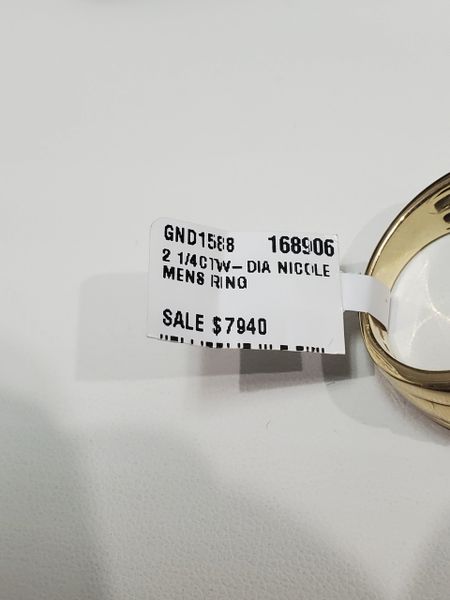 GND1588 168906
2 1/4CTW-DIA NICOLE
MENS RING
SALE $7940